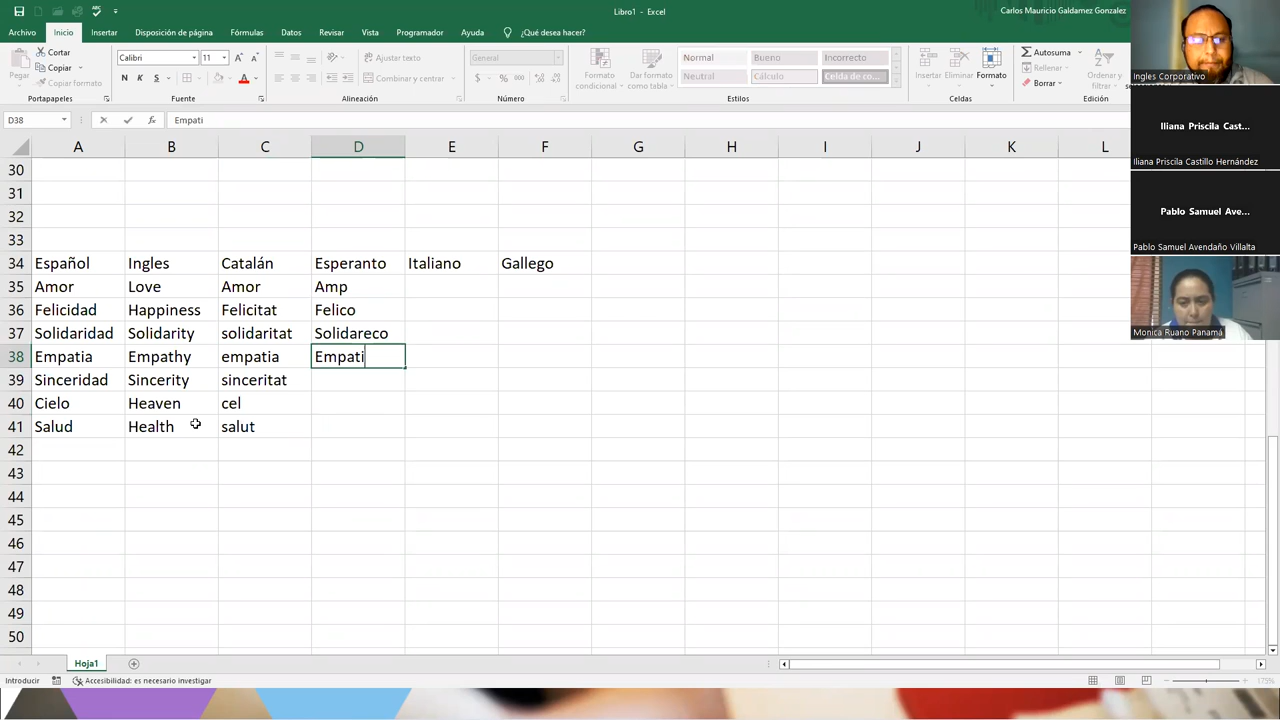 Libro1 - Excel
Carlos Mauricio Galdamez Gonzalez
Archivo Inicio Insertar Disposición de página Fórmulas Datos Revisar Vista Programador Ayuda ¿Qué desea hacer?
Pegar
Cortar
Copiar
Copiar formato
Portapapeles
Calibri 11
N K S
Fuente
Ajustar texto
Combinar y centrar
Alineación
General
$ % 000
Número
Formato condicional
Dar formato como tabla
Normal Bueno Incorrecto
Neutral Cálculo Celda de co...
Estilos
Insertar Eliminar Formato
Celdas
Autosuma
Rellenar
Borrar
Ordenar y
Edición
D38 fx Empati
A B C D E F G H I J K L
30
31
32
33
34 Español Ingles Catalán Esperanto Italiano Gallego
35 Amor Love Amor Amp
36 Felicidad Happiness Felicitat Felico
37 Solidaridad Solidarity solidaritat Solidareco
38 Empatia Empathy empatia Empati
39 Sinceridad Sincerity sinceritat
40 Cielo Heaven cel
41 Salud Health salut
42
43
44
45
46
47
48
49
50
Hoja1
Introducir Accesibilidad: es necesario investigar
175%
Ingles Corporativo
Iliana Priscila Cast...
Iliana Priscila Castillo Hernández
Pablo Samuel Ave...
Pablo Samuel Avendaño Villalta
Monica Ruano Panamá